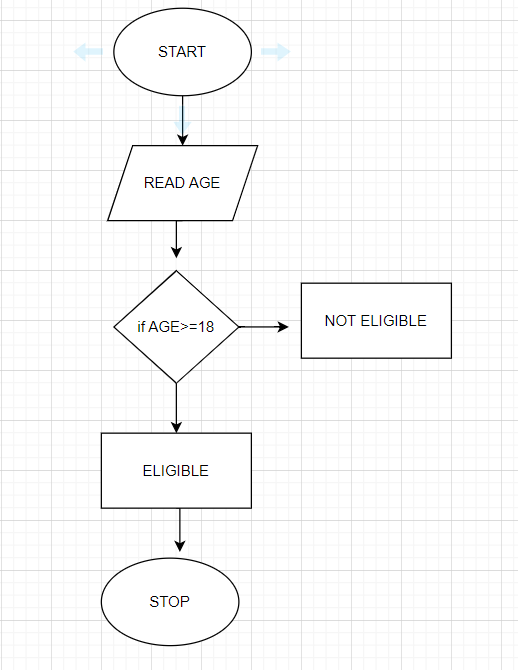 START
READ AGE
if AGE>=18
NOT ELIGIBLE
ELIGIBLE
STOP